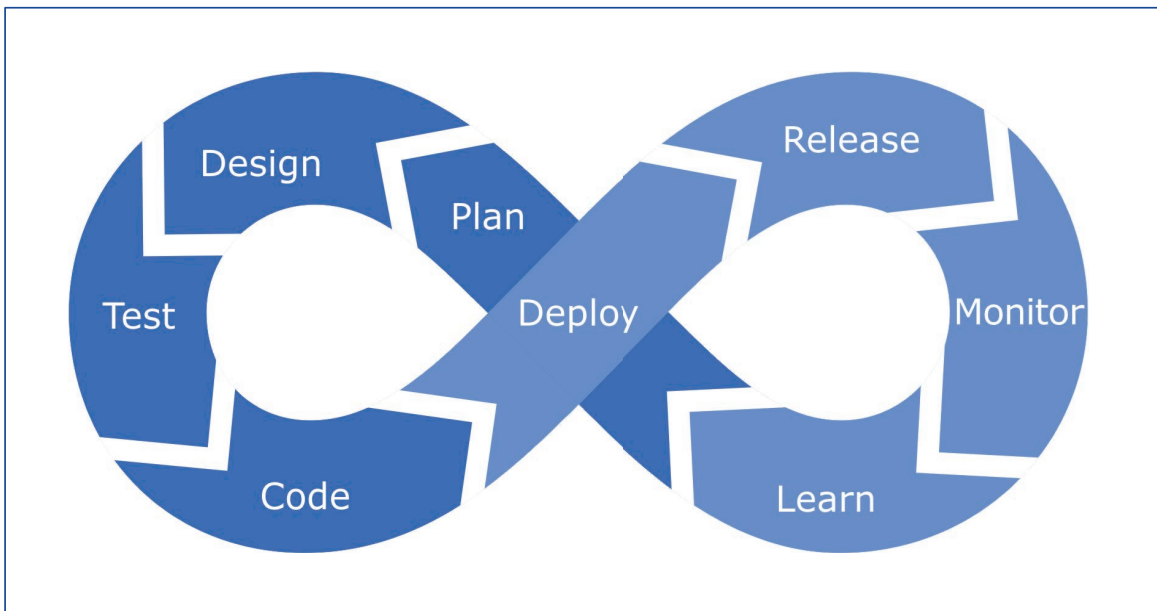 Design
Release
Plan
Test
Deploy
Monitor
Code
Learn